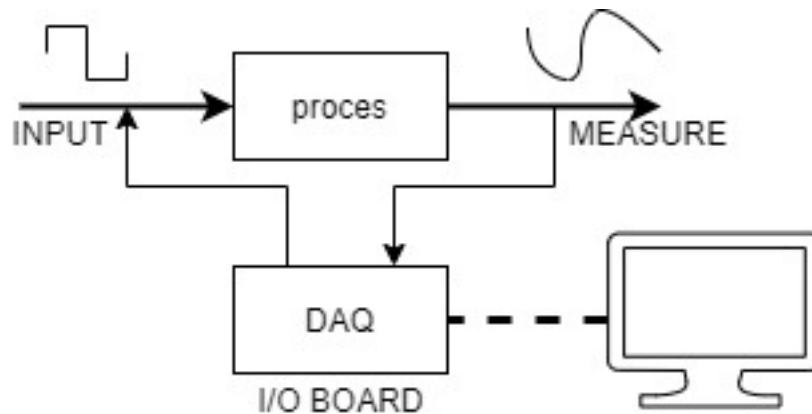 proces
INPUT
MEASURE
DAQ
I/O BOARD